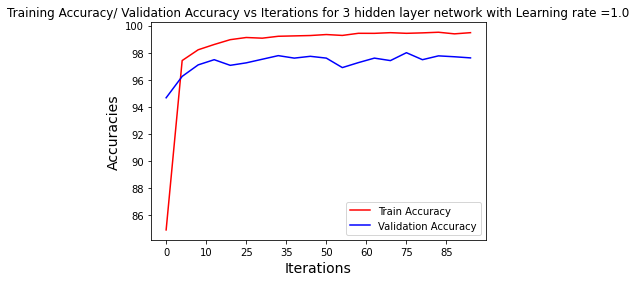 Training Accuracy/ Validation Accuracy vs Iterations for 3 hidden layer network with Learning rate =1.0
100
98
96
94
92
90
88
86
Accuracies
Train Accuracy
Validation Accuracy
0 10 25 35 50 60 75 85
Iterations